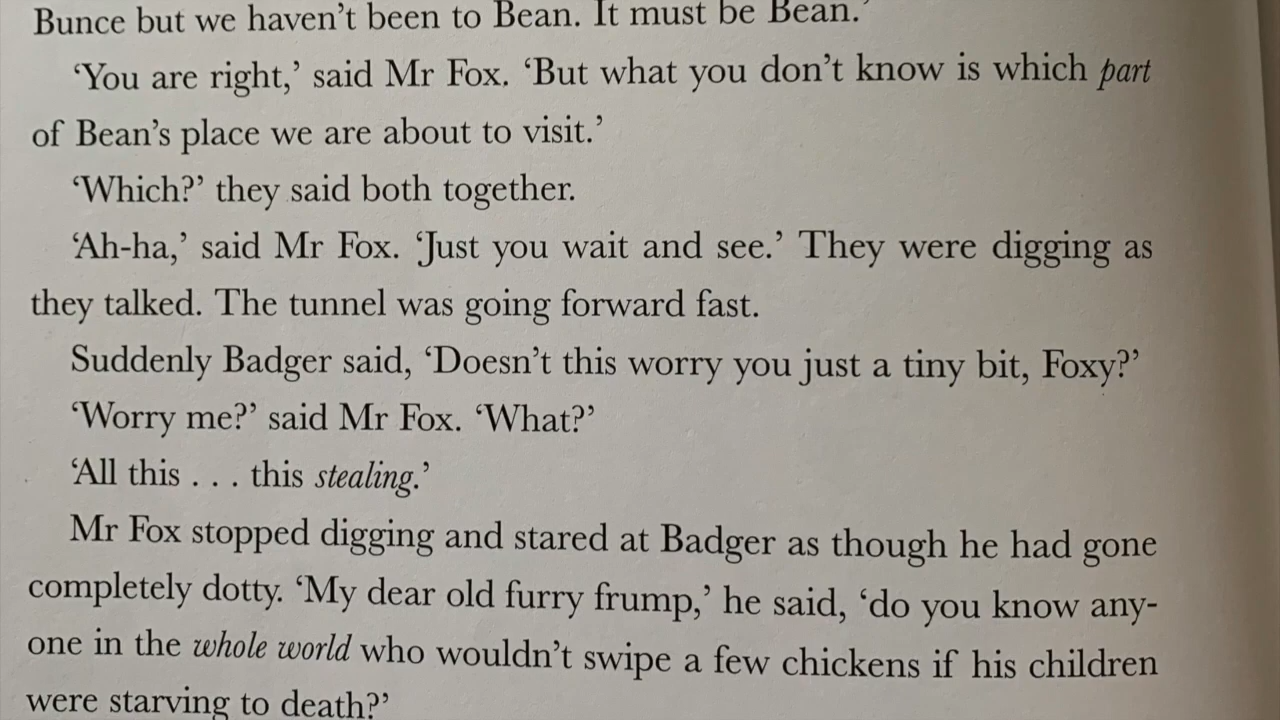 Bunce but we haven’t been to Bean. It must be Bean.’
‘You are right,’ said Mr Fox. ‘But what you don’t know is which part
of Bean’s place we are about to visit.’
‘Which?’ they said both together.
‘Ah-ha,’ said Mr Fox. ‘Just you wait and see.’ They were digging as
they talked. The tunnel was going forward fast.
Suddenly Badger said, ‘Doesn’t this worry you just a tiny bit, Foxy?’
‘Worry me?’ said Mr Fox. ‘What?’
‘All this . . . this stealing.’
Mr Fox stopped digging and stared at Badger as though he had gone
completely dotty. ‘My dear old furry frump,’ he said, ‘do you know any-
one in the whole world who wouldn’t swipe a few chickens if his children
were starving to death?’